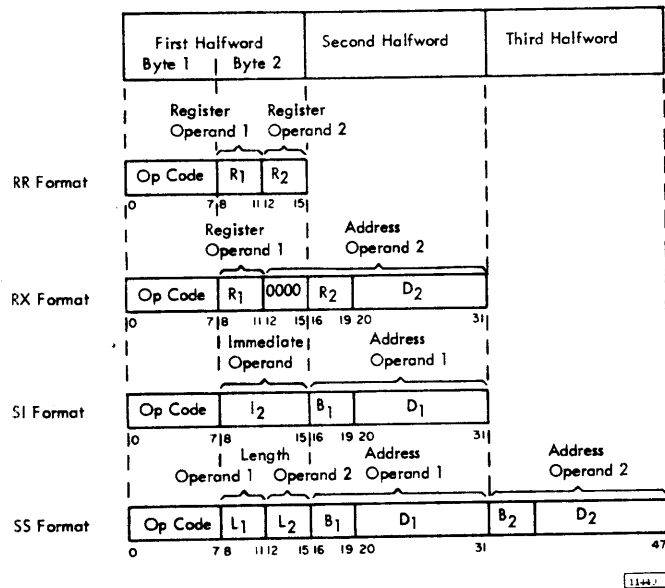 First Halfword Second Halfword Third Halfword
Byte 1 Byte 2
Register Register
Operand 1 Operand 2
RR Format Op Code R1 R2
0 7 8 11 12 15
Register Address
Operand 1 Operand 2
RX Format Op Code R1 0000 R2 D2
0 7 8 11 12 15 16 19 20 31
Immediate Address
Operand Operand 1
SI Format Op Code I2 B1 D1
0 7 8 15 16 19 20 31
Length Address Address
Operand 1 Operand 2 Operand 1 Operand 2
SS Format Op Code L1 L2 B1 D1 B2 D2
0 7 8 11 12 15 16 19 20 31 47